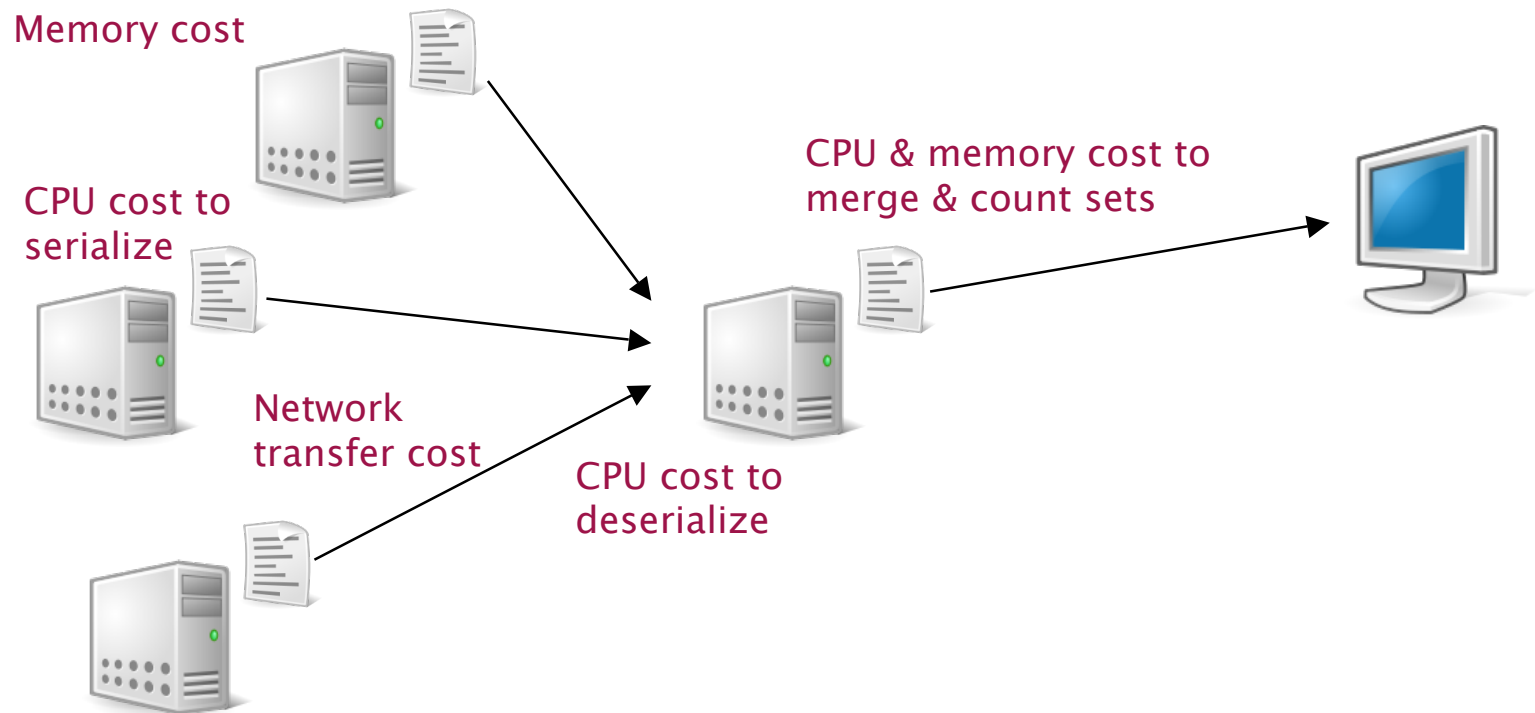 Memory cost
CPU cost to
serialize
Network
transfer cost
CPU cost to
deserialize
CPU & memory cost to
merge & count sets